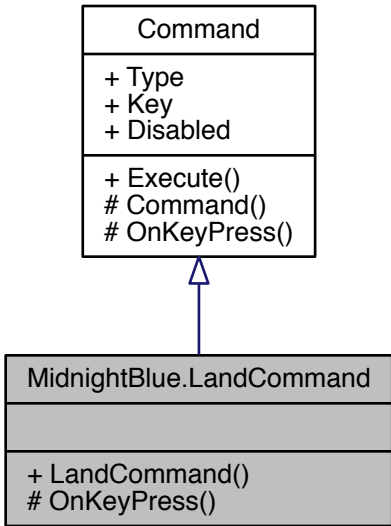 Command
+ Type
+ Key
+ Disabled
+ Execute()
# Command()
# OnKeyPress()
MidnightBlue.LandCommand
+ LandCommand()
# OnKeyPress()